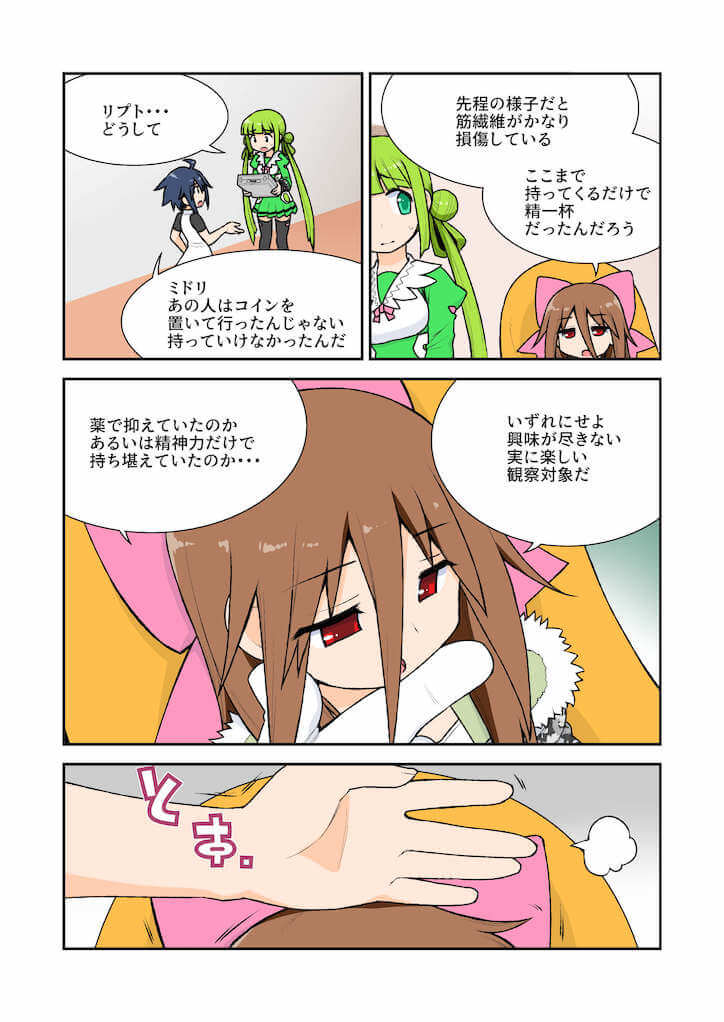 リプト・・・
どうして
ミドリ
あの人はコインを
置いて行ったんじゃない
持っていけなかったんだ
先程の様子だと
筋繊維がかなり
損傷している
ここまで
持ってくるだけで
精一杯
だったんだろう
薬で抑えていたのか
あるいは精神力だけで
持ち堪えていたのか・・・
いずれにせよ
興味が尽きない
実に楽しい
観察対象だ